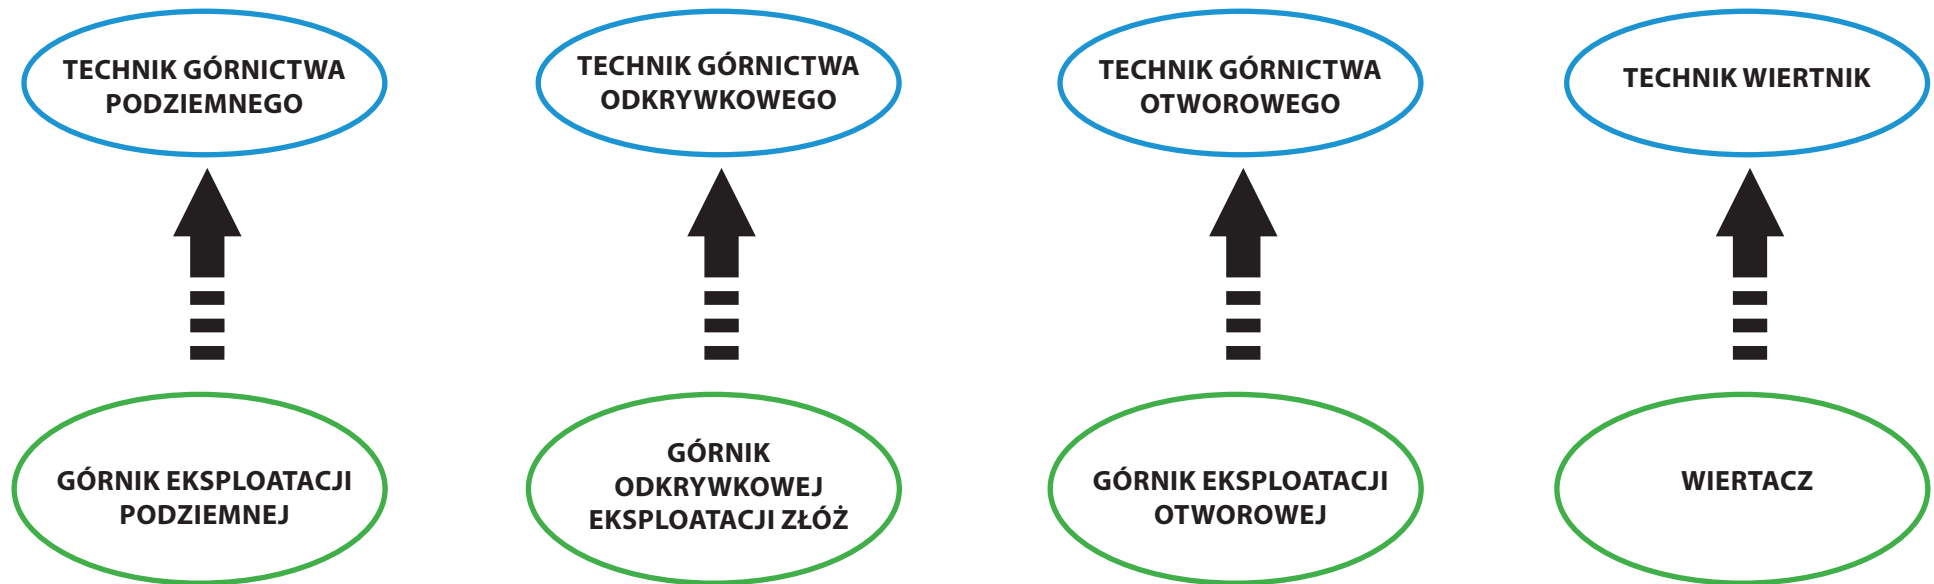 TECHNIK GÓRNICTWA
PODZIEMNEGO
TECHNIK GÓRNICTWA
ODKRYWKOWEGO
TECHNIK GÓRNICTWA
OTWOROWEGO
TECHNIK WIERTNIK
GÓRNIK EKSPLOATACJI
PODZIEMNEJ
GÓRNIK
ODKRYWKOWEJ
EKSPLOATACJI ZŁÓŻ
GÓRNIK EKSPLOATACJI
OTWOROWEJ
WIERTACZ